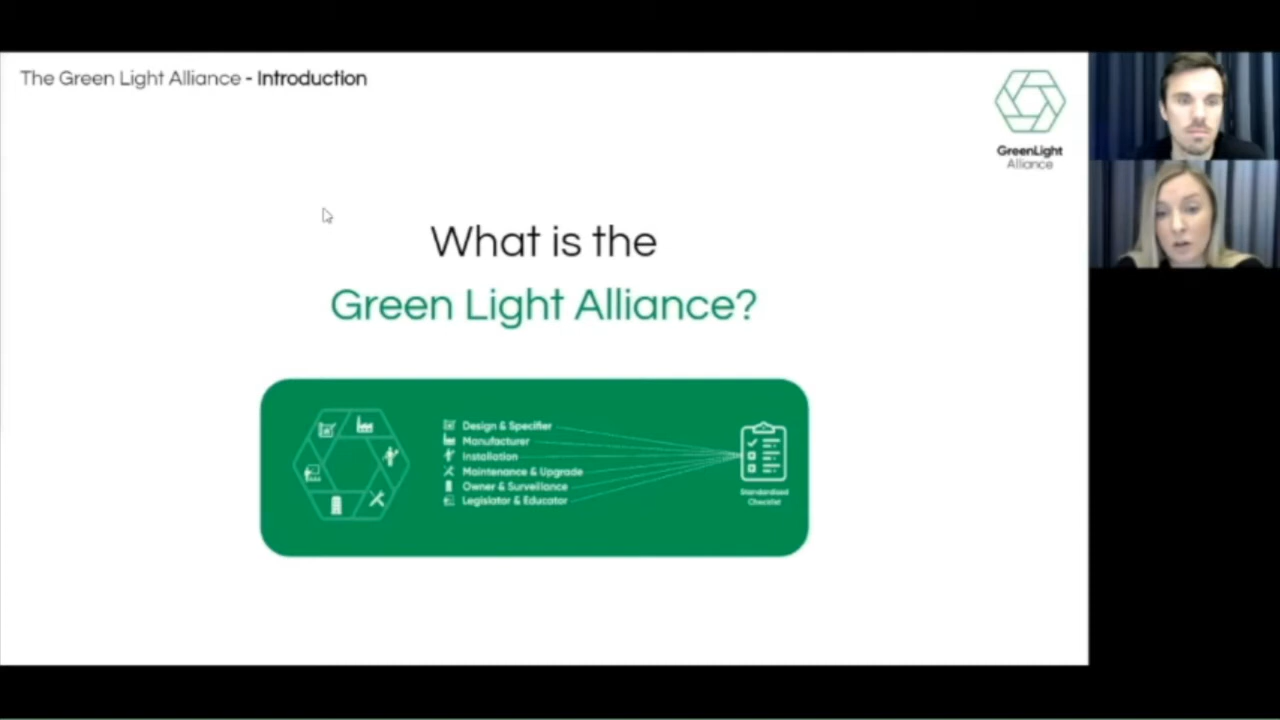 The Green Light Alliance - Introduction
GreenLight
Alliance
What is the
Green Light Alliance?
Design & Specifier
Manufacturer
Installation
Maintenance & Upgrade
Owner & Surveillance
Legislator & Educator
Standardized
Checklist